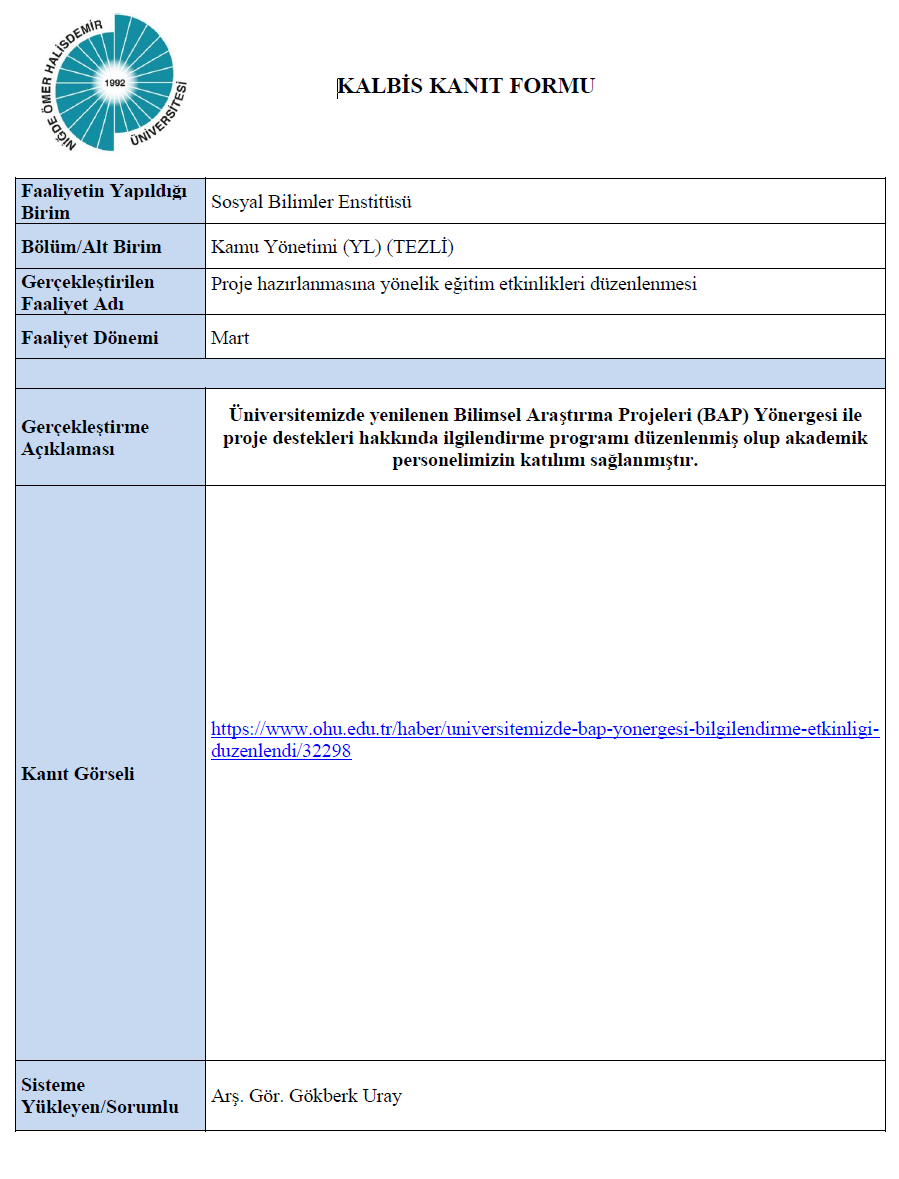 NİĞDE ÖMER HALİSDEMİR
ÜNİVERSİTESİ
1992
KALBİS KANIT FORMU
Faaliyetin Yapıldığı
Birim
Sosyal Bilimler Enstitüsü
Bölüm/Alt Birim
Kamu Yönetimi (YL) (TEZLİ)
Gerçekleştirilen
Faaliyet Adı
Proje hazırlanmasına yönelik eğitim etkinlikleri düzenlenmesi
Faaliyet Dönemi
Mart
Gerçekleştirme
Açıklaması
Üniversitemizde yenilenen Bilimsel Araştırma Projeleri (BAP) Yönergesi ile
proje destekleri hakkında ilgilendirme programı düzenlenmiş olup akademik
personelimizin katılımı sağlanmıştır.
Kanıt Görseli
https://www.ohu.edu.tr/haber/universitemizde-bap-yonergesi-bilgilendirme-etkinligi-
duzenlendi/32298
Sisteme
Yükleyen/Sorumlu
Arş. Gör. Gökberk Uray